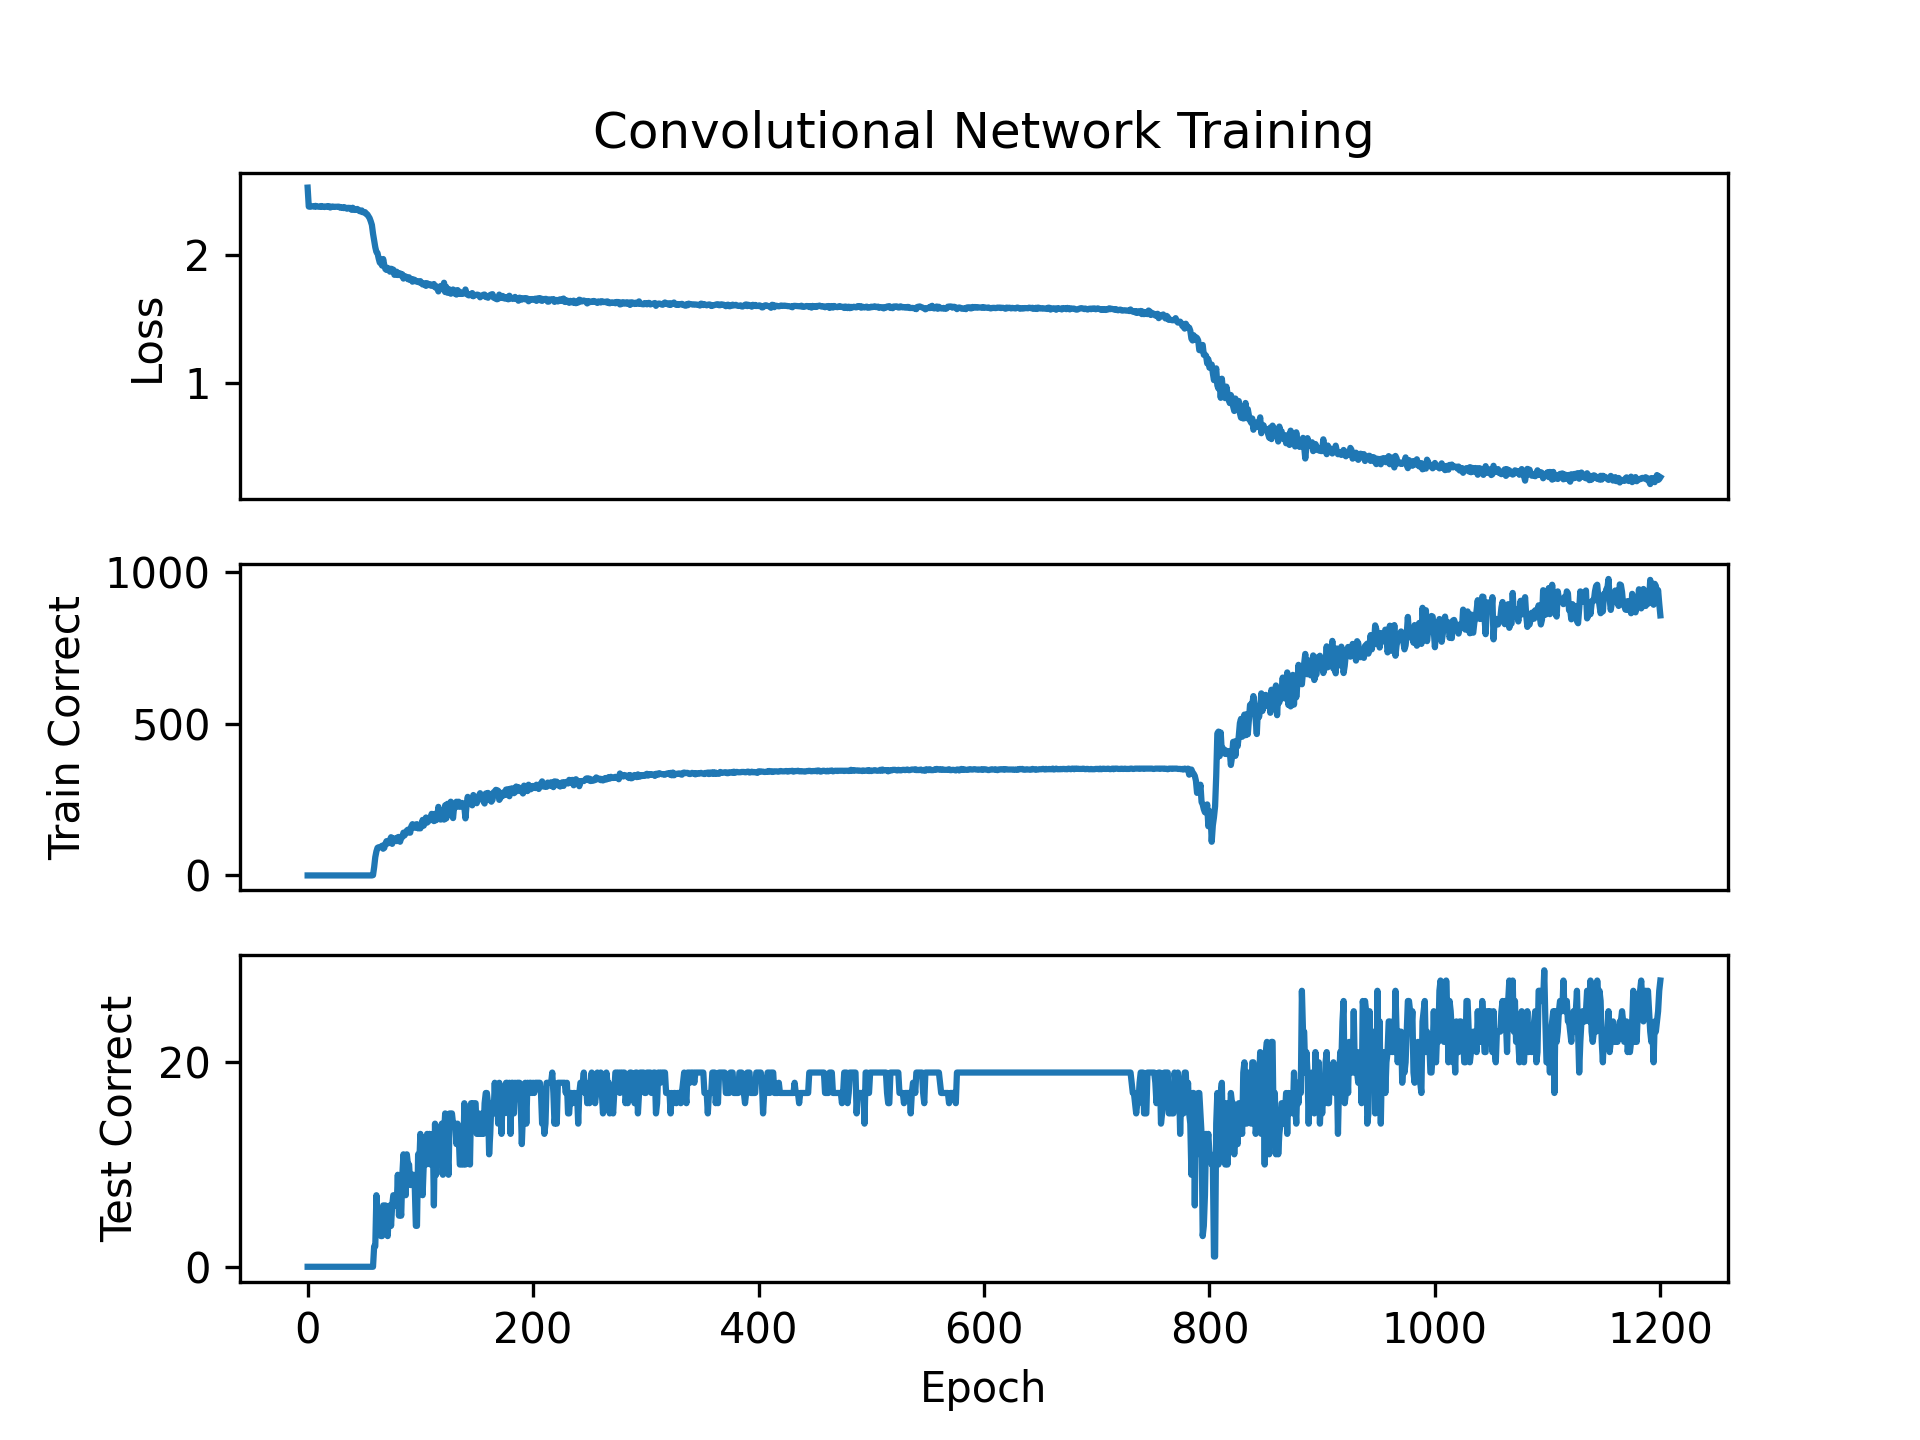 Convolutional Network Training
2
1
Loss
1000
500
0
Train Correct
20
0
Test Correct
0 200 400 600 800 1000 1200
Epoch